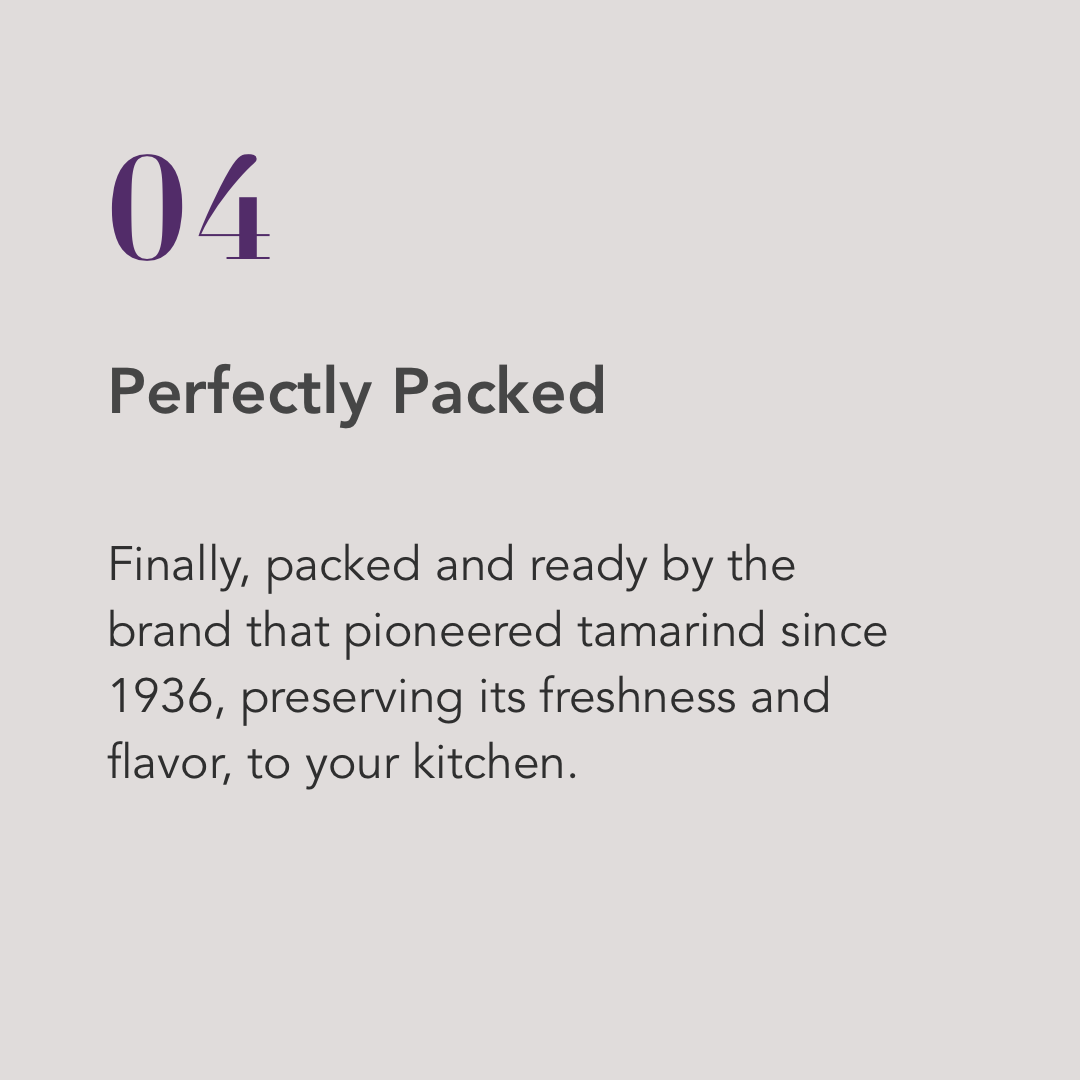 04
Perfectly Packed
Finally, packed and ready by the
brand that pioneered tamarind since
1936, preserving its freshness and
flavor, to your kitchen.